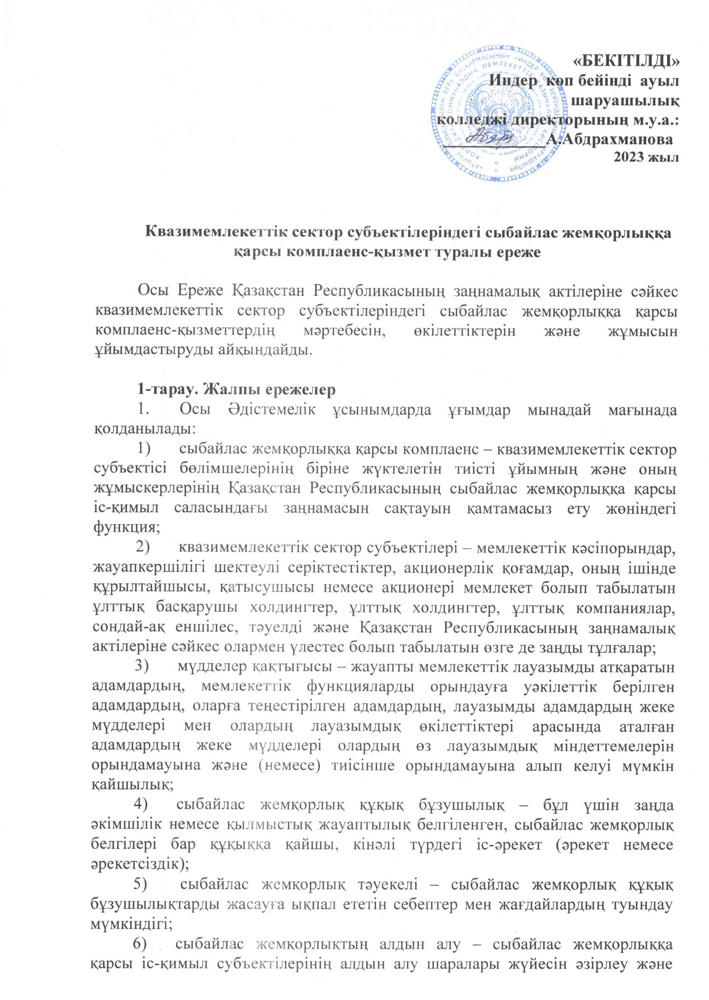 «БЕКІТІЛДІ»
Индер көп бейінді ауыл
шаруашылық
колледжі директорының м.у.а.:
А.Абдрахманова
2023 жыл
Квазимемлекеттік сектор субъектілеріндегі сыбайлас жемқорлыққа
қарсы комплаенс-қызмет туралы ереже
Осы Ереже Қазақстан Республикасының заңнамалық актілеріне сәйкес
квазимемлекеттік сектор субъектілеріндегі сыбайлас жемқорлыққа қарсы
комплаенс-қызметтердің мәртебесін, өкілеттіктерін және жұмысын
ұйымдастыруды айқындайды.
1-тарау. Жалпы ережелер
1. Осы Әдістемелік ұсынымдарда ұғымдар мынадай мағынада
қолданылады:
1) сыбайлас жемқорлыққа қарсы комплаенс – квазимемлекеттік сектор
субъектісі бөлімшелерінің біріне жүктелетін тиісті ұйымның және оның
жұмыскерлерінің Қазақстан Республикасының сыбайлас жемқорлыққа қарсы
іс-қимыл саласындағы заңнамасын сақтауын қамтамасыз ету жөніндегі
функция;
2) квазимемлекеттік сектор субъектілері – мемлекеттік кәсіпорындар,
жауапкершілігі шектеулі серіктестіктер, акционерлік қоғамдар, оның ішінде
құрылтайшысы, қатысушысы немесе акционері мемлекет болып табылатын
ұлттық басқарушы холдингтер, ұлттық холдингтер, ұлттық компаниялар,
сондай-ақ еншілес, тәуелді және Қазақстан Республикасының заңнамалық
актілеріне сәйкес олармен үлестес болып табылатын өзге де заңды тұлғалар;
3) мүдделер қақтығысы – жауапты мемлекеттік лауазымды атқаратын
адамдардың, мемлекеттік функцияларды орындауға уәкілеттік берілген
адамдардың, оларға теңестірілген адамдардың, лауазымды адамдардың жеке
мүдделері мен олардың лауазымдық өкілеттіктері арасында аталған
адамдардың жеке мүдделері олардың өз лауазымдық міндеттемелерін
орындамауына және (немесе) тиісінше орындамауына алып келуі мүмкін
қайшылық;
4) сыбайлас жемқорлық құқық бұзушылық – бұл үшін заңда
әкімшілік немесе қылмыстық жауаптылық белгіленген, сыбайлас жемқорлық
белгілері бар құқыққа қайшы, кінәлі түрдегі іс-әрекет (әрекет немесе
әрекетсіздік);
5) сыбайлас жемқорлық тәуекелі – сыбайлас жемқорлық құқық
бұзушылықтарды жасауға ықпал ететін себептер мен жағдайлардың туындау
мүмкіндігі;
6) сыбайлас жемқорлықтың алдын алу – сыбайлас жемқорлыққа
қарсы іс-қимыл субъектілерінің алдын алу шаралары жүйесін әзірлеу және